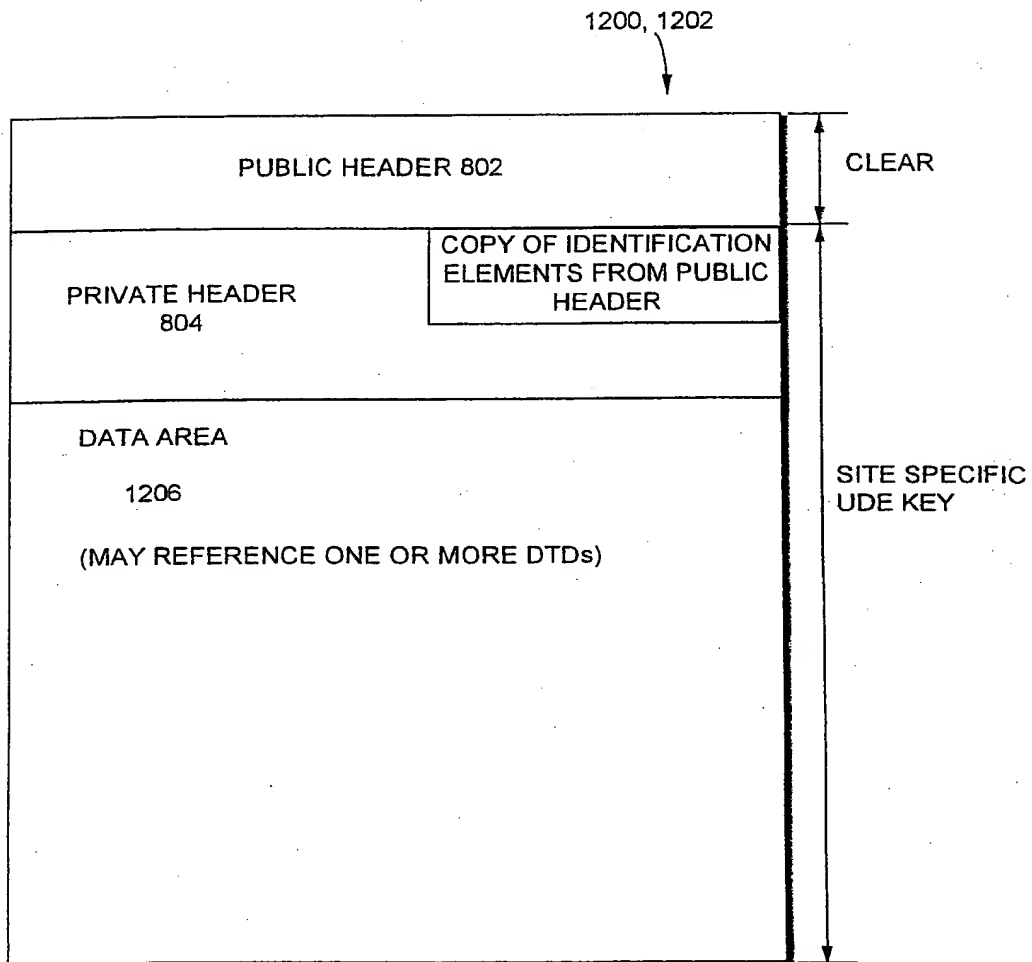 1200, 1202
PUBLIC HEADER 802
CLEAR
COPY OF IDENTIFICATION
ELEMENTS FROM PUBLIC
HEADER
PRIVATE HEADER
804
DATA AREA
1206
(MAY REFERENCE ONE OR MORE DTDs)
SITE SPECIFIC
UDE KEY